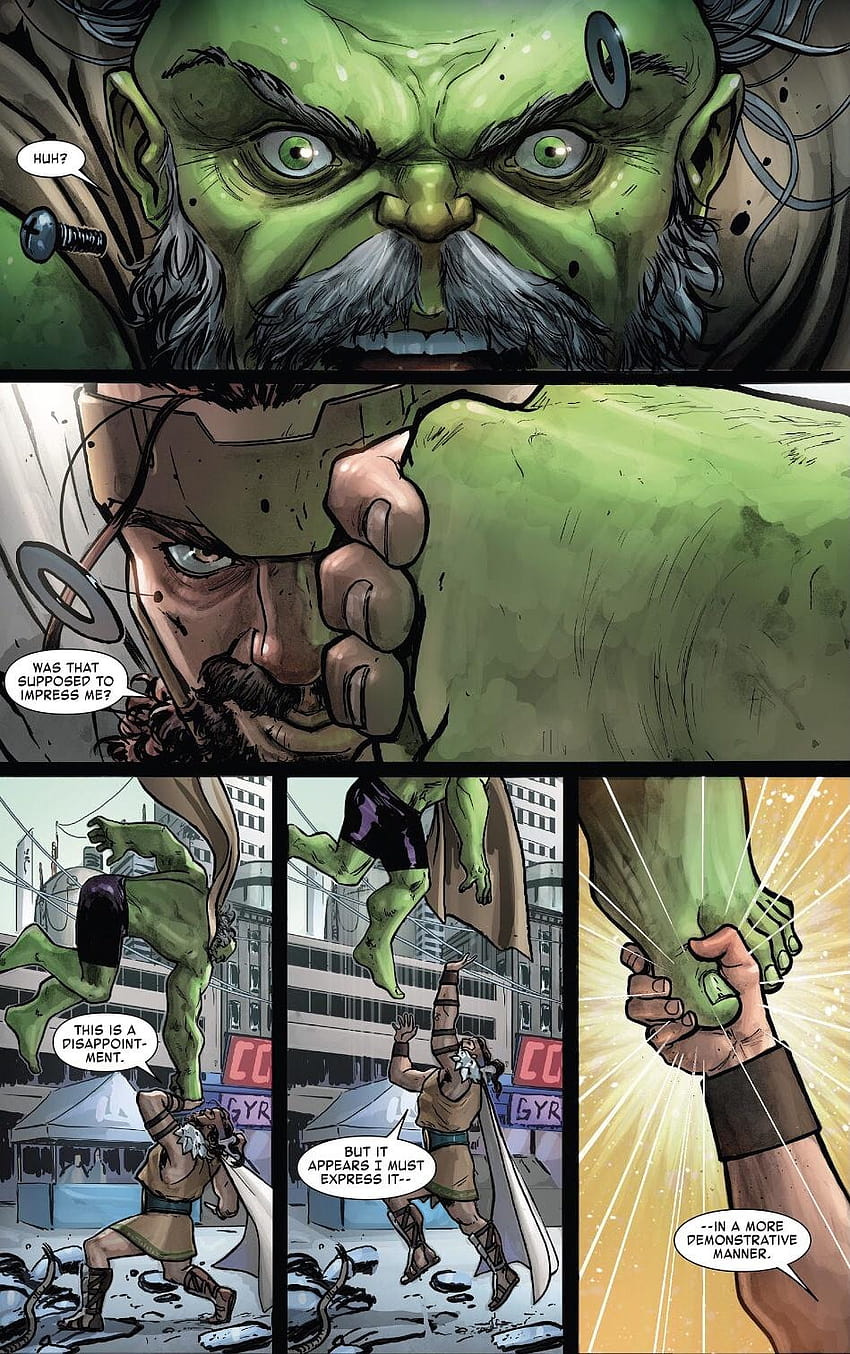 HUH?
WAS THAT
SUPPOSED TO
IMPRESS ME?
THIS IS A
DISAPPOINT-
MENT.
CO
GYR
BUT IT
APPEARS I MUST
EXPRESS IT--
CO
GYR
--IN A MORE
DEMONSTRATIVE
MANNER.